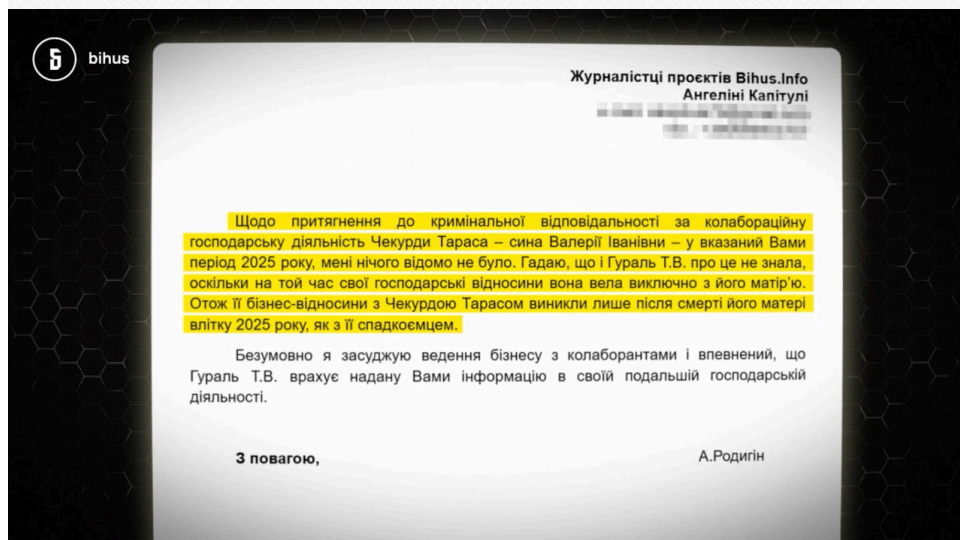 bihus
Журналістці проєктів Bihus.Info
Ангеліні Капітулі
Щодо притягнення до кримінальної відповідальності за колабораційну
господарську діяльність Чекурди Тараса – сина Валерії Іванівни – у вказаний Вами
період 2025 року, мені нічого відомо не було. Гадаю, що і Гураль Т.В. про це не знала,
оскільки на той час свої господарські відносини вона вела виключно з його матір'ю.
Отож її бізнес-відносини з Чекурдою Тарасом виникли лише після смерті його матері
влітку 2025 року, як з її спадкоємцем.
Безумовно я засуджую ведення бізнесу з колаборантами і впевнений, що
Гураль Т.В. врахує надану Вами інформацію в своїй подальшій господарській
діяльності.
З повагою,
А.Родигін